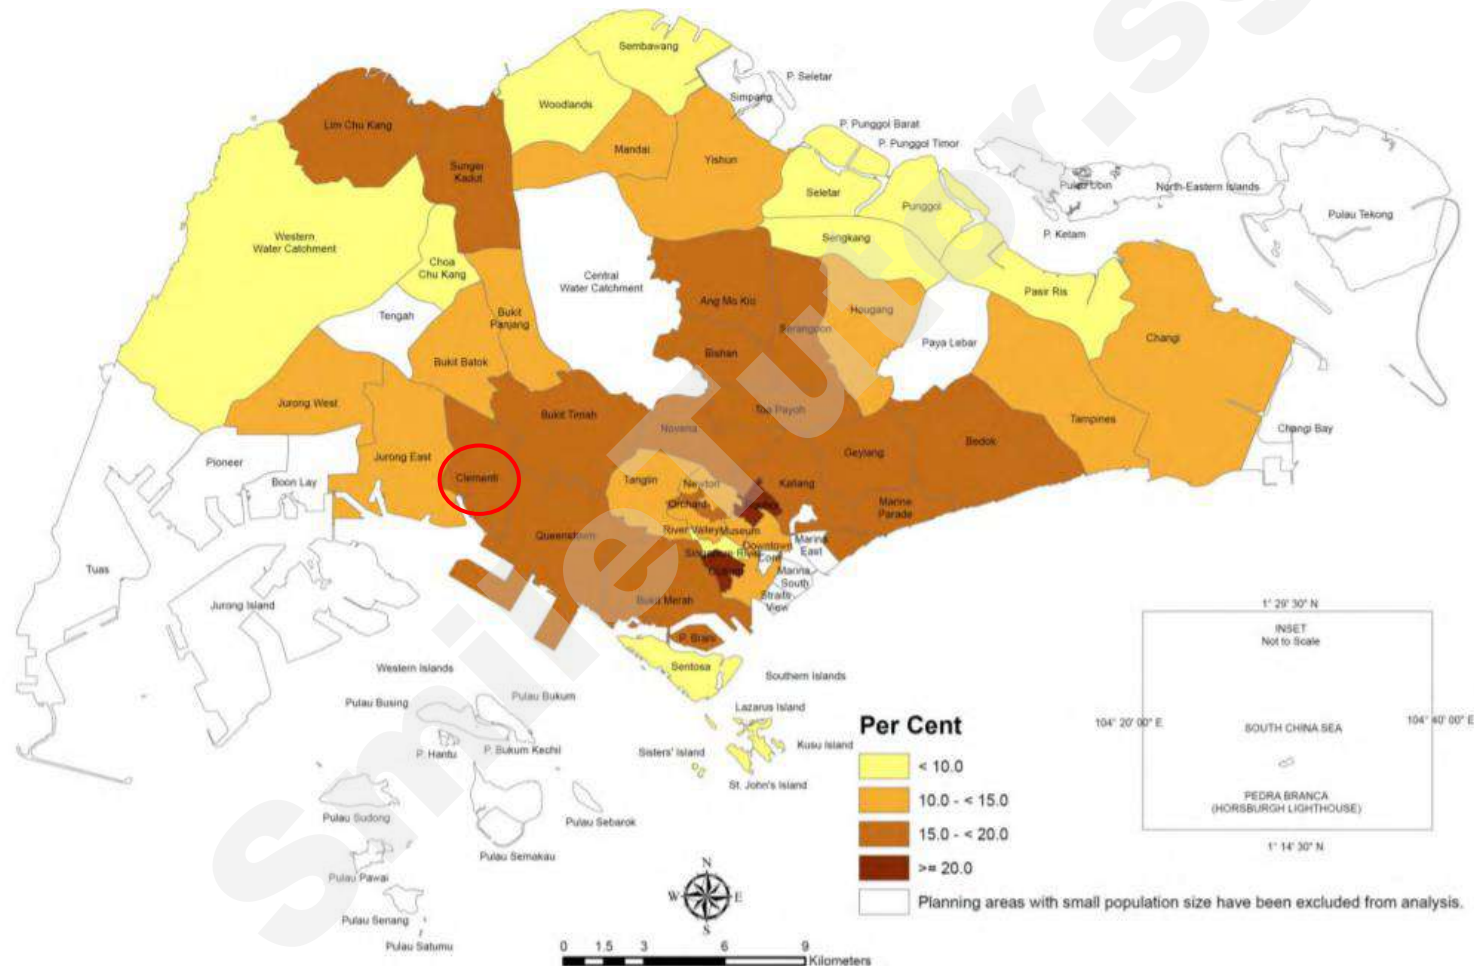 Sembawang
P. Seletar
Simpang
Woodlands
Lim Chu Kang
P. Punggol Barat
P. Punggol Timor
Mandai
Yishun
Sungei
Kadut
Seletar
Pulau Ubin
North-Eastern Islands
Punggol
Pulau Tekong
P. Ketam
Western
Water Catchment
Sengkang
Choa
Chu Kang
Central
Water Catchment
Pasir Ris
Ang Mo Kio
Hougang
Tengah
Bukit
Panjang
Serangoon
Changi
Paya Lebar
Bishan
Bukit Batok
Jurong West
Bukit Timah
Toa Payoh
Tampines
Novena
Changi Bay
Bedok
Geylang
Jurong East
Pioneer
Clementi
Tanglin
Newton
Kallang
Boon Lay
Orchard
Marine
Parade
River Valley
Museum
Queenstown
Marina
East
Downtown
Core
Singapore River
Outram
Tuas
Marina
South
Straits
View
Bukit Merah
Jurong Island
P. Brani
Sentosa
Western Islands
Southern Islands
Pulau Busing
Pulau Bukum
Lazarus Island
P. Hantu
P. Bukum Kechil
Sisters' Island
Kusu Island
St. John's Island
Pulau Sudong
Pulau Sebarok
Pulau Semakau
Pulau Pawai
Pulau Senang
Pulau Satumu
1° 29' 30" N
INSET
Not to Scale
104° 20' 00" E
SOUTH CHINA SEA
104° 40' 00" E
PEDRA BRANCA
(HORSBURGH LIGHTHOUSE)
1° 14' 30" N
Per Cent
< 10.0
10.0 - < 15.0
15.0 - < 20.0
>= 20.0
Planning areas with small population size have been excluded from analysis.
N
W
E
S
0 1.5 3 6 9
Kilometers
SmileTutor.sg